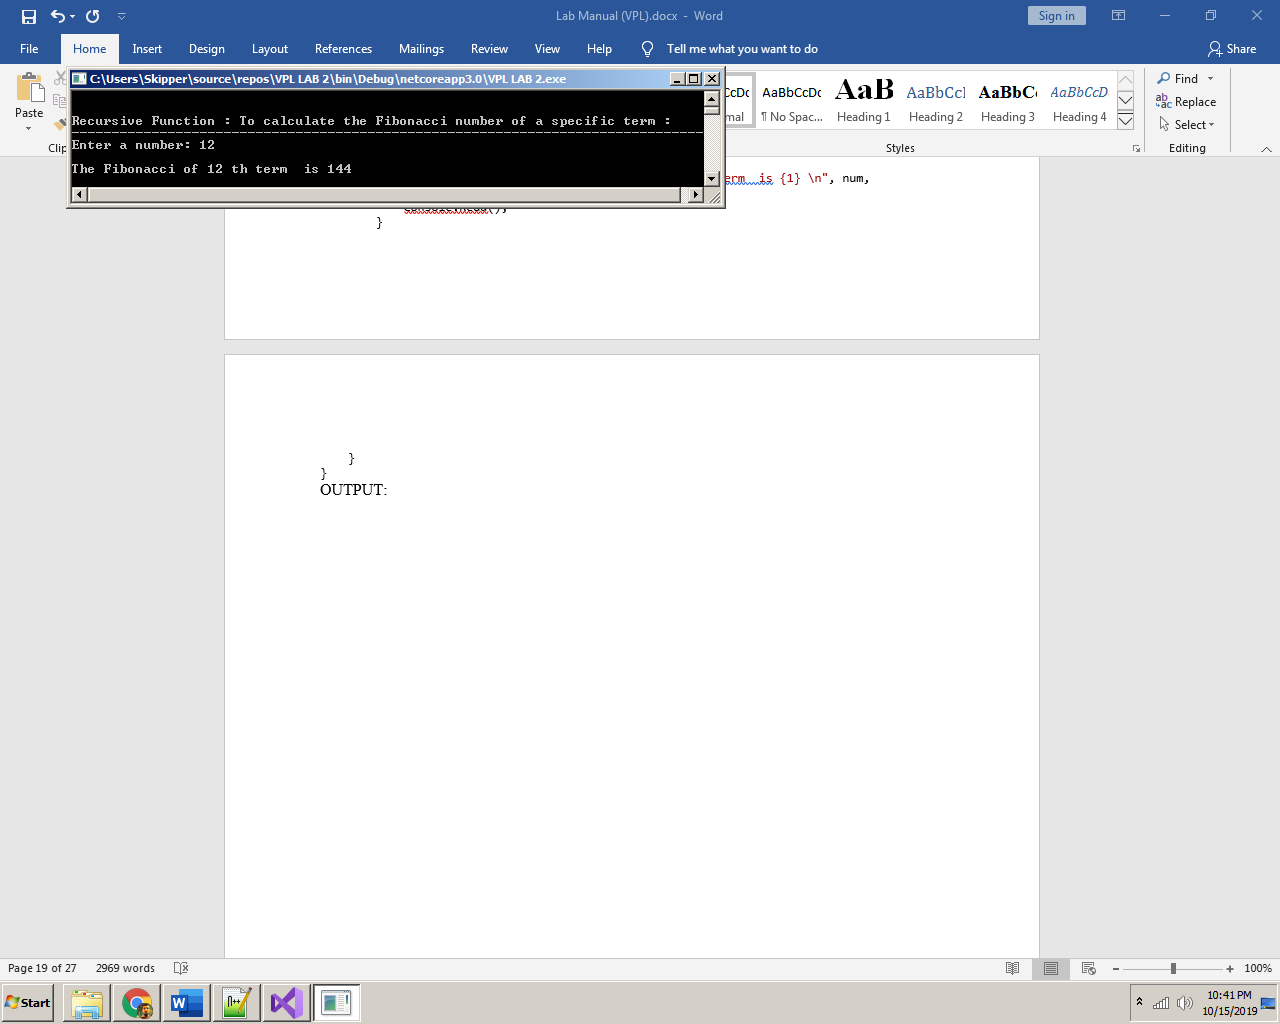 Lab Manual (VPL).docx - Word
Sign in
File Home Insert Design Layout References Mailings Review View Help Tell me what you want to do Share
C:\Users\Skipper\source\repos\VPL LAB 2\bin\Debug\netcoreapp3.0\VPL LAB 2.exe
Recursive Function : To calculate the Fibonacci number of a specific term :
Enter a number: 12
The Fibonacci of 12 th term  is 144
Paste
AaBbCcDc AaB AaBbCcI AaBbCc AaBbCcD
¶ No Spac... Heading 1 Heading 2 Heading 3 Heading 4
Styles
Find
Replace
Select
Editing
erm  is {1} \n", num,
}
}
}
OUTPUT:
Page 19 of 27 2969 words 100%
Start
10:41 PM
10/15/2019